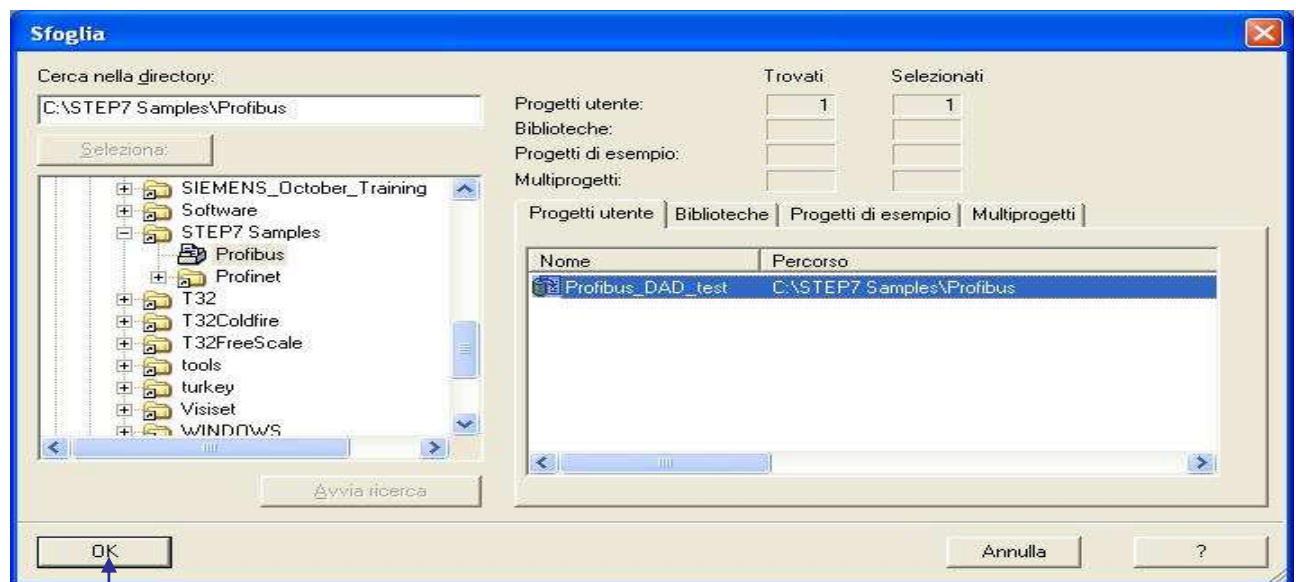 Sfoglia
Cerca nella directory:
C:\STEP7 Samples\Profibus
Seleziona:
SIEMENS_October_Training
Software
STEP7 Samples
Profibus
Profinet
T32
T32Coldfire
T32FreeScale
tools
turkey
Visiset
WINDOWS
Avvia ricerca
Trovati Selezionati
Progetti utente: 1 1
Biblioteche:
Progetti di esempio:
Multiprogetti:
Progetti utente Biblioteche Progetti di esempio Multiprogetti
Nome Percorso
Profibus_DAD_test C:\STEP7 Samples\Profibus
OK Annulla ?